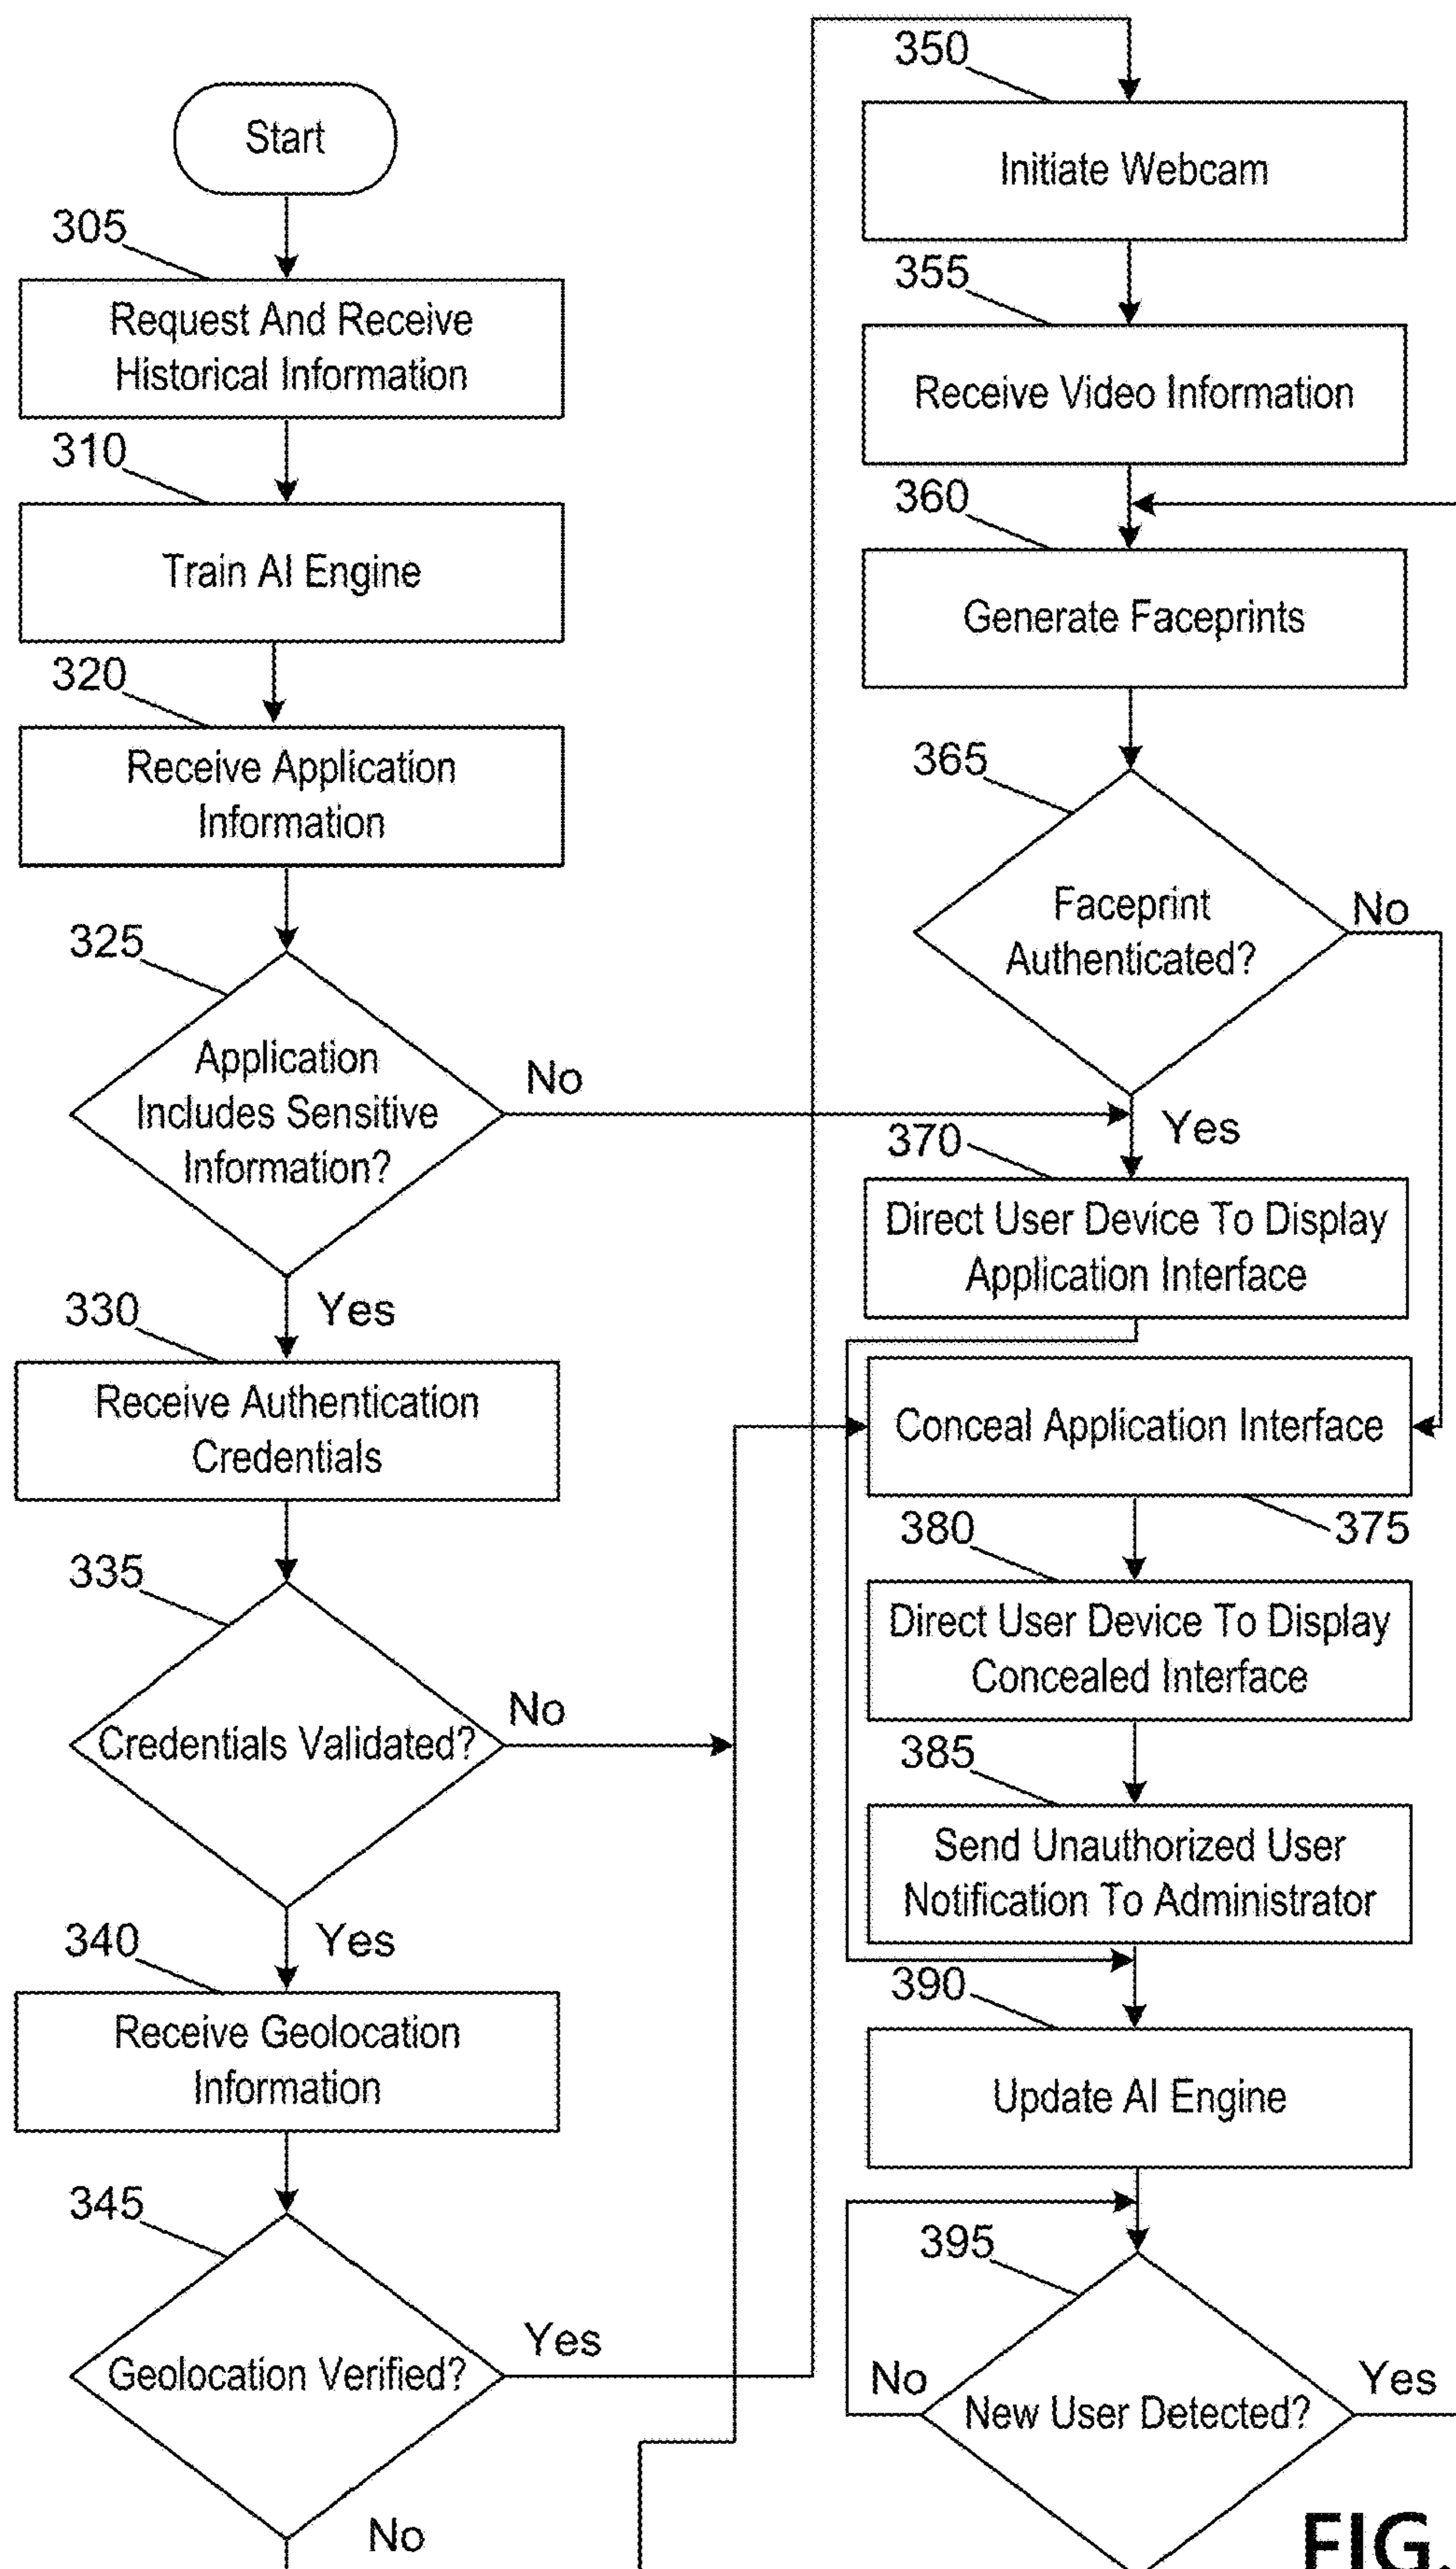 Start
305
Request And Receive
Historical Information
310
Train AI Engine
320
Receive Application
Information
325
Application
Includes Sensitive
Information?
No
Yes
330
Receive Authentication
Credentials
335
Credentials Validated?
No
Yes
340
Receive Geolocation
Information
345
Geolocation Verified?
Yes
No
350
Initiate Webcam
355
Receive Video Information
360
Generate Faceprints
365
Faceprint
Authenticated?
No
Yes
370
Direct User Device To Display
Application Interface
Conceal Application Interface
375
380
Direct User Device To Display
Concealed Interface
385
Send Unauthorized User
Notification To Administrator
390
Update AI Engine
395
New User Detected?
No
Yes
FIG.